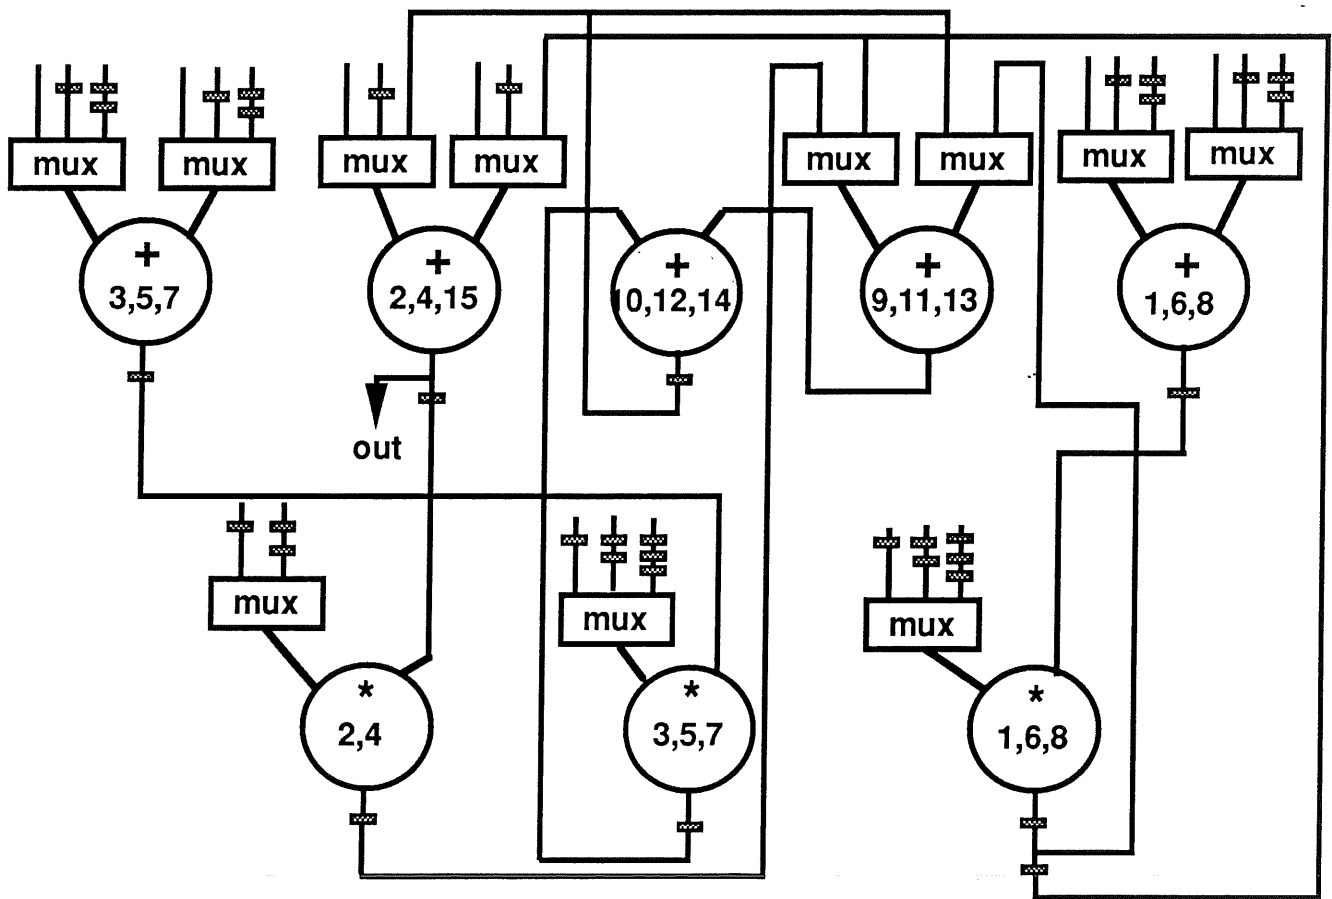 mux
mux
mux
mux
mux
mux
mux
mux
+
3,5,7
+
2,4,15
+
10,12,14
+
9,11,13
+
1,6,8
out
mux
mux
mux
*
2,4
*
3,5,7
*
1,6,8